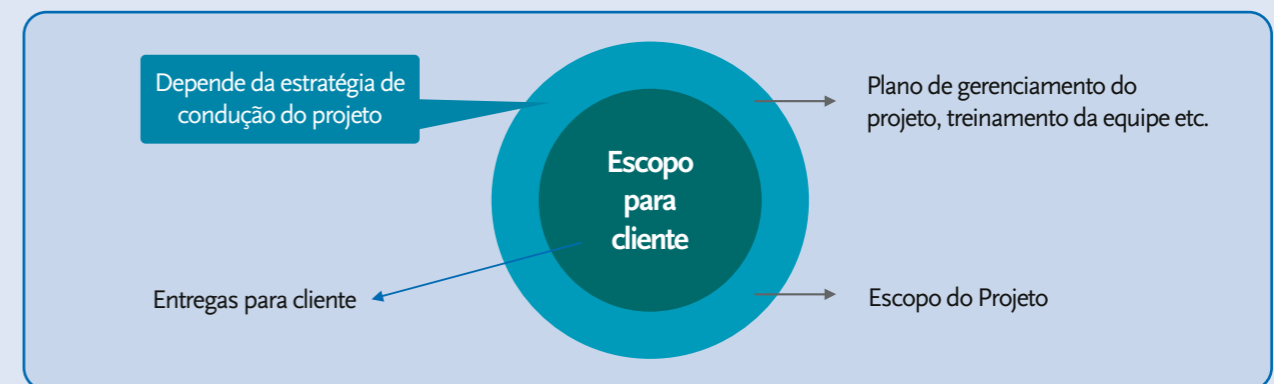 Depende da estratégia de
condução do projeto
Plano de gerenciamento do
projeto, treinamento da equipe etc.
Escopo
para
cliente
Entregas para cliente
Escopo do Projeto